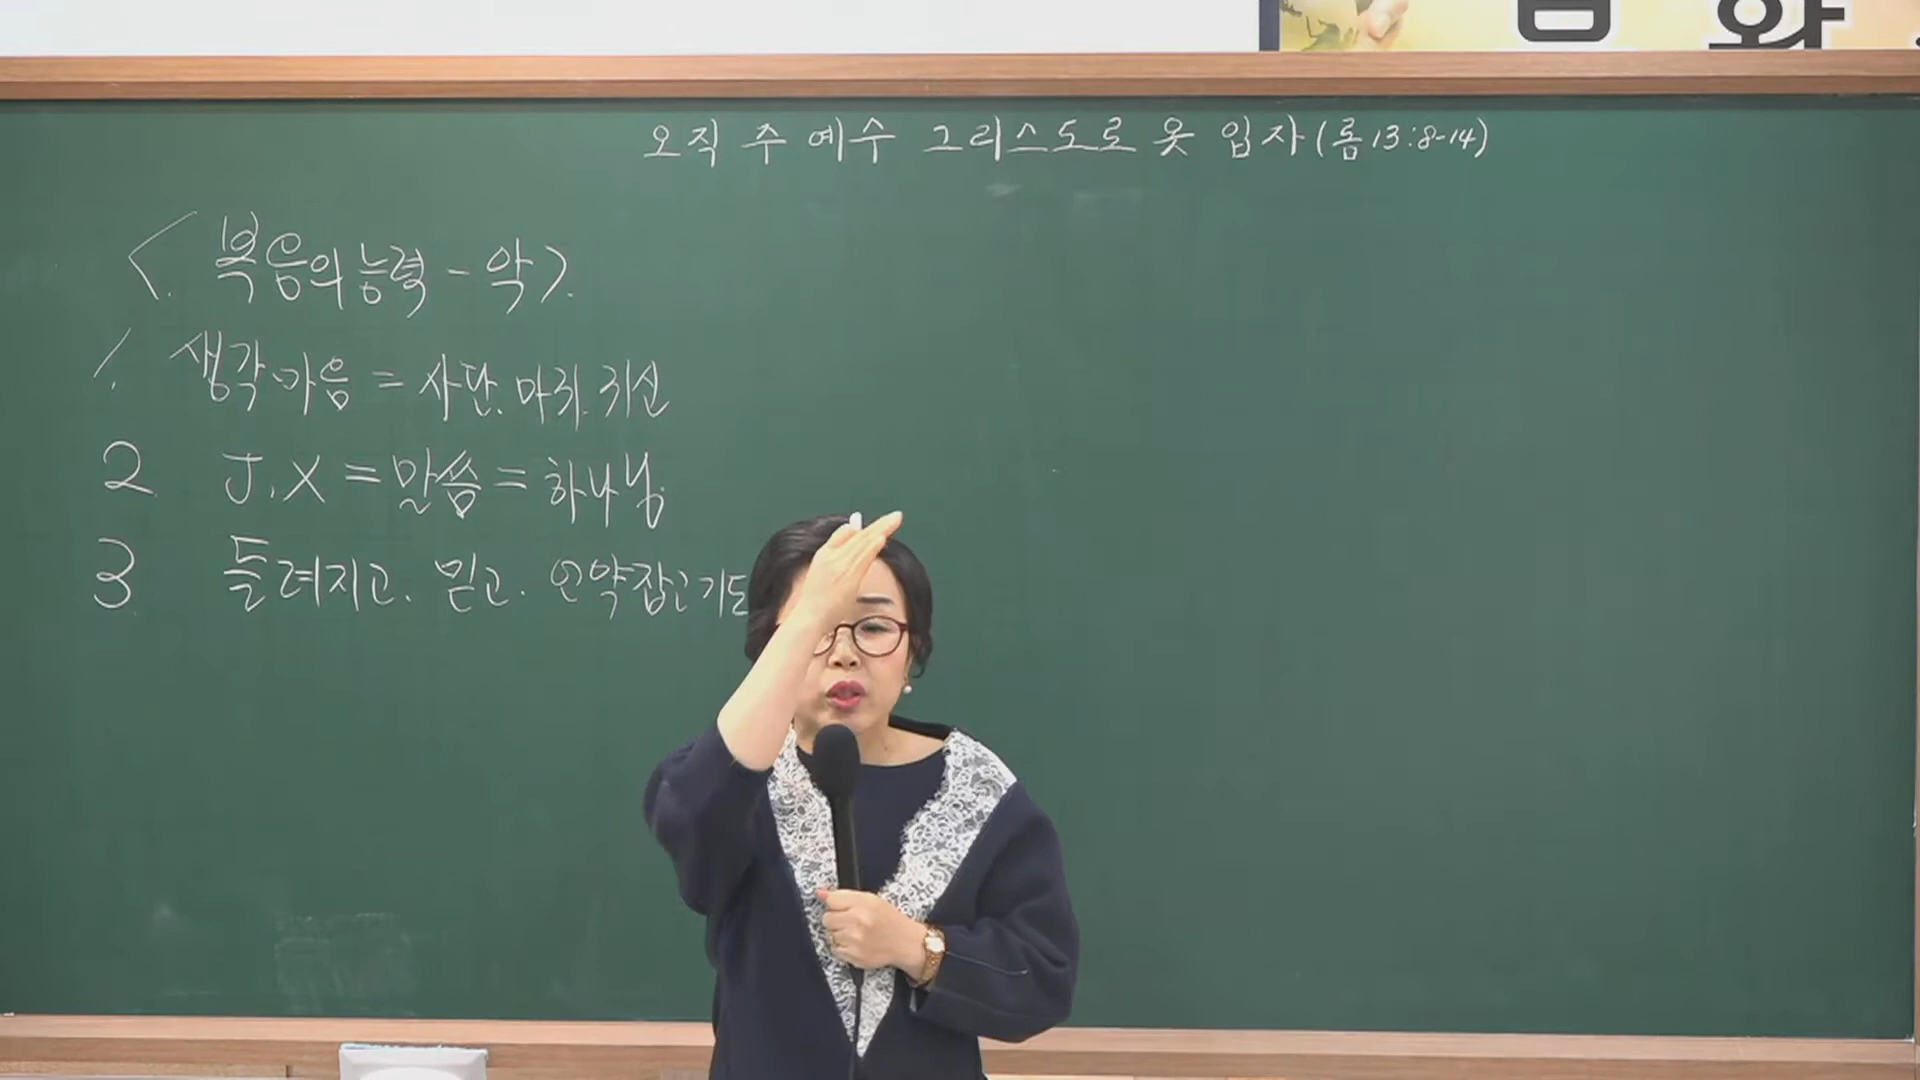 오직 주 예수 그리스도로 옷 입자 (롬 13:8-14)
< 복음의 능력 - 악 >
1. 생각. 마음 = 사단. 마귀. 귀신
2 J.X = 말씀 = 하나님
3 들려지고. 믿고. 언약잡고 기도